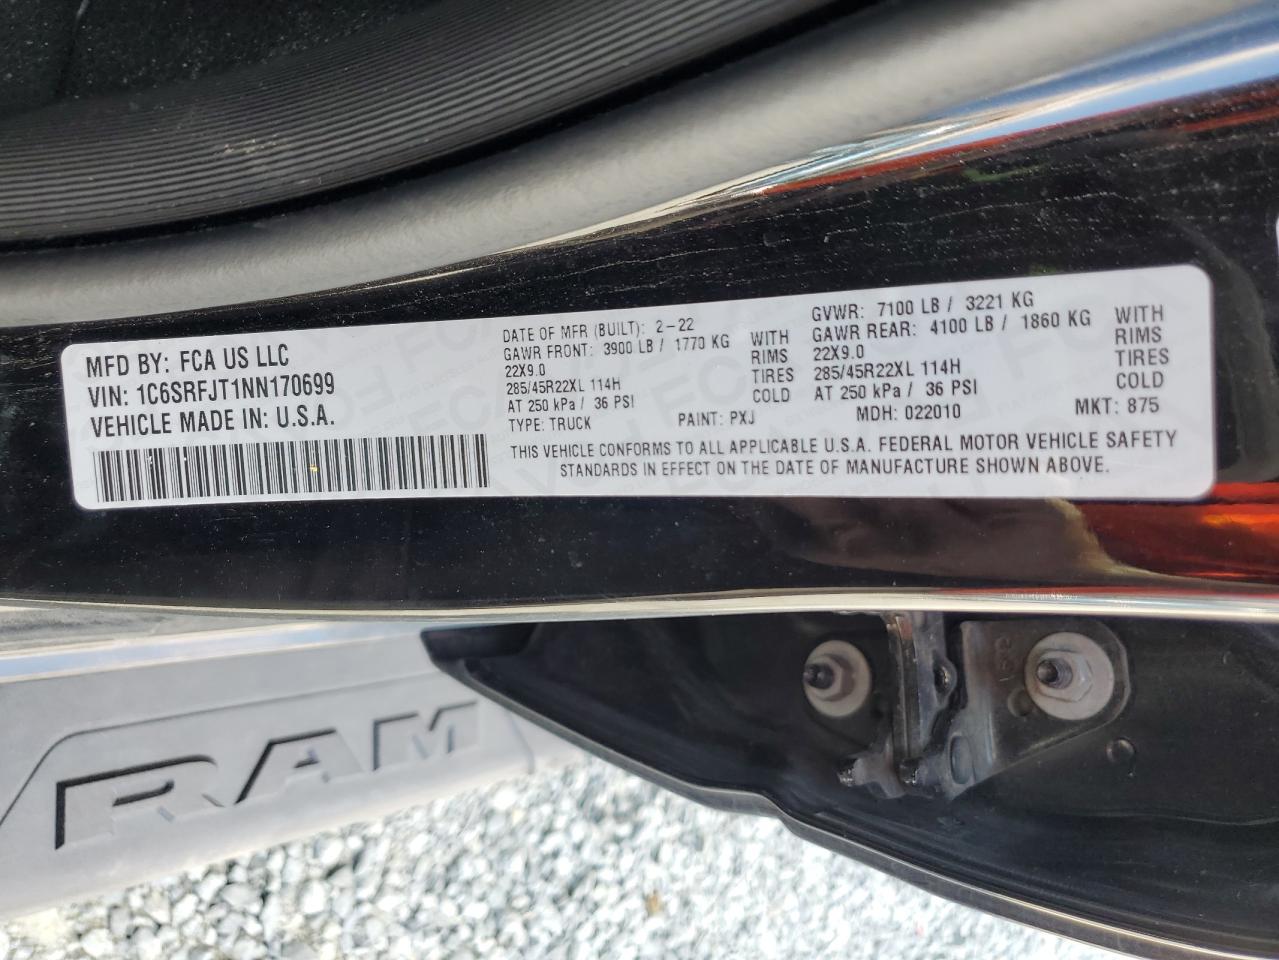 MFD BY: FCA US LLC
VIN: 1C6SRFJT1NN170699
VEHICLE MADE IN: U.S.A.
DATE OF MFR (BUILT): 2-22
GAWR FRONT: 3900 LB / 1770 KG WITH
22X9.0 RIMS
285/45R22XL 114H TIRES
AT 250 kPa / 36 PSI COLD
TYPE: TRUCK PAINT: PXJ
GVWR: 7100 LB / 3221 KG
GAWR REAR: 4100 LB / 1860 KG WITH
22X9.0 RIMS
285/45R22XL 114H TIRES
AT 250 kPa / 36 PSI COLD
MDH: 022010 MKT: 875
THIS VEHICLE CONFORMS TO ALL APPLICABLE U.S.A. FEDERAL MOTOR VEHICLE SAFETY
STANDARDS IN EFFECT ON THE DATE OF MANUFACTURE SHOWN ABOVE.
RAM